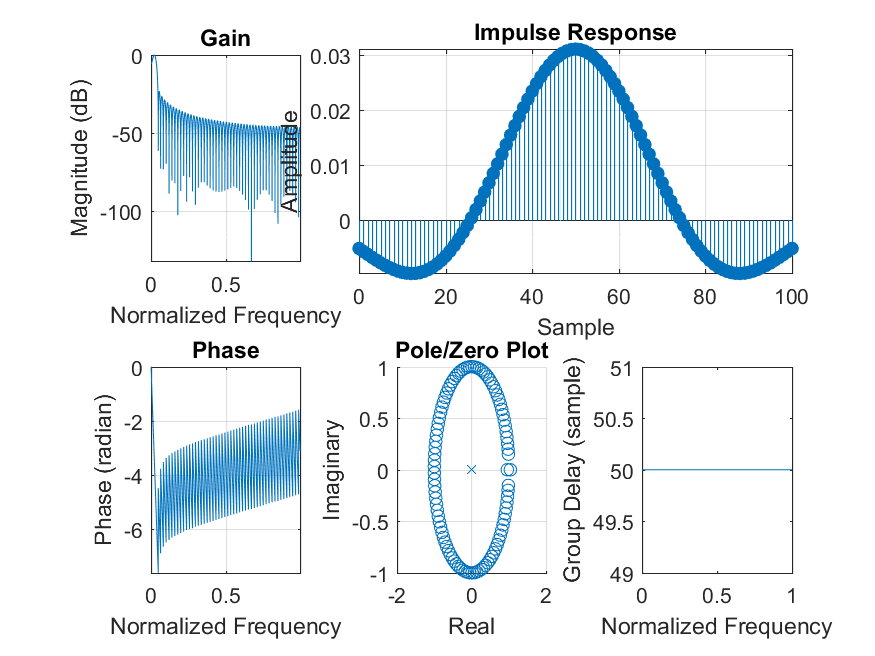 Gain
0
-50
-100
Magnitude (dB)
0
0.5
Normalized Frequency
Impulse Response
0.03
0.02
0.01
0
Amplitude
0
20
40
60
80
100
Sample
Phase
0
-2
-4
-6
Phase (radian)
0
0.5
Normalized Frequency
Pole/Zero Plot
1
0.5
0
-0.5
-1
Imaginary
-2
0
2
Real
51
50.5
50
49.5
49
Group Delay (sample)
0
0.5
1
Normalized Frequency